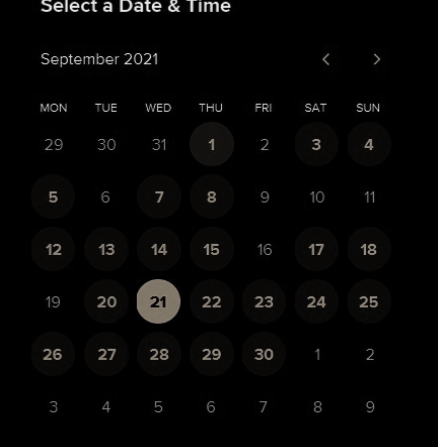 Select a Date & Time
September 2021
MON TUE WED THU FRI SAT SUN
29 30 31 1 2 3 4
5 6 7 8 9 10 11
12 13 14 15 16 17 18
19 20 21 22 23 24 25
26 27 28 29 30 1 2
3 4 5 6 7 8 9